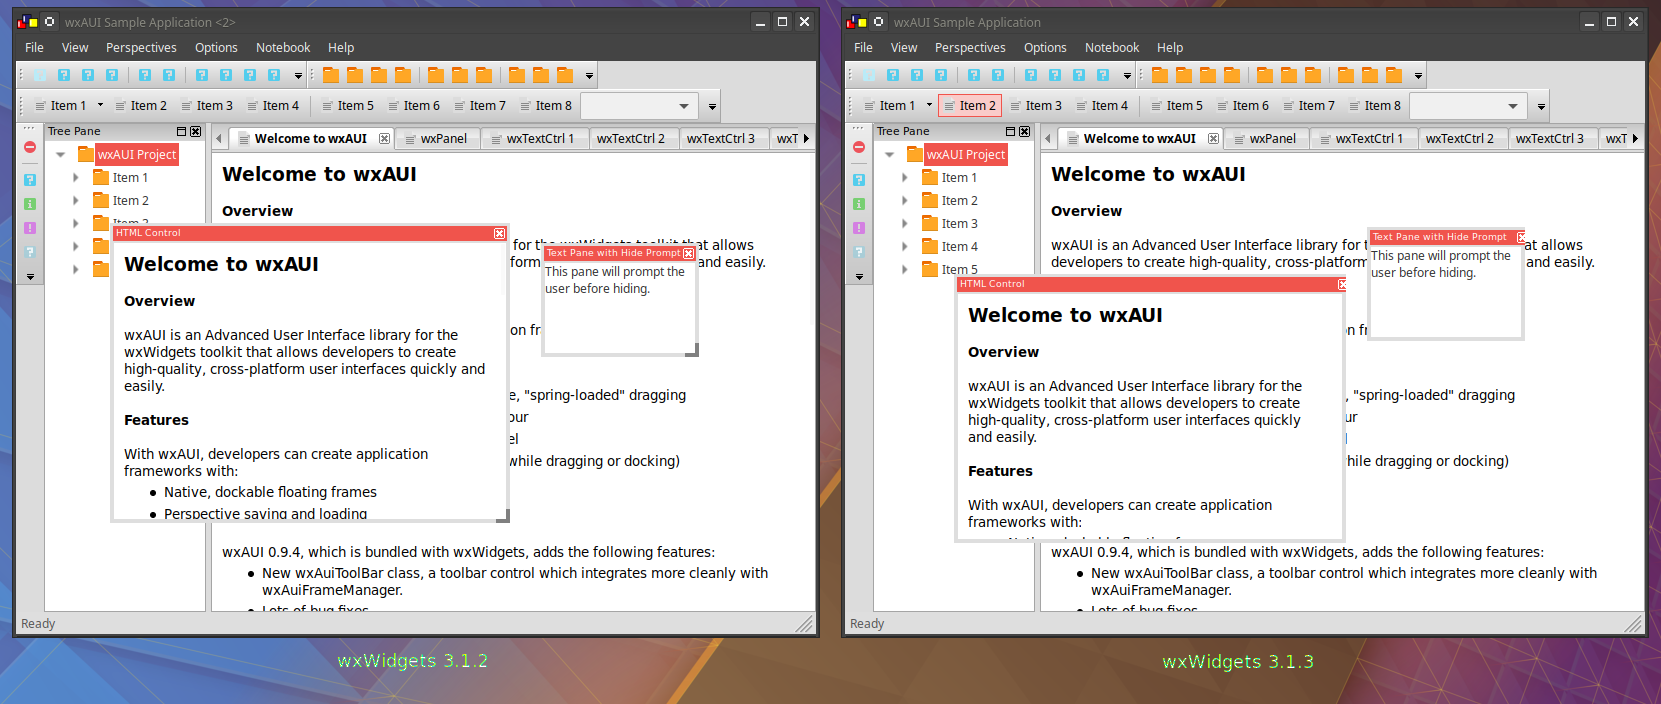 wxAUI Sample Application <2>
File View Perspectives Options Notebook Help
Item 1 Item 2 Item 3 Item 4 Item 5 Item 6 Item 7 Item 8
Tree Pane
wxAUI Project
Item 1
Item 2
Welcome to wxAUI wxPanel wxTextCtrl 1 wxTextCtrl 2 wxTextCtrl 3 wxT
Welcome to wxAUI
Overview
for the wxWidgets toolkit that allows
form and easily.
on fr
e, "spring-loaded" dragging
our
el
while dragging or docking)
wxAUI 0.9.4, which is bundled with wxWidgets, adds the following features:
New wxAuiToolBar class, a toolbar control which integrates more cleanly with
wxAuiFrameManager.
Lots of bug fixes
HTML Control
Welcome to wxAUI
Overview
wxAUI is an Advanced User Interface library for the
wxWidgets toolkit that allows developers to create
high-quality, cross-platform user interfaces quickly and
easily.
Features
With wxAUI, developers can create application
frameworks with:
Native, dockable floating frames
Perspective saving and loading
Text Pane with Hide Prompt
This pane will prompt the
user before hiding.
Ready
wxWidgets 3.1.2
wxAUI Sample Application
File View Perspectives Options Notebook Help
Item 1 Item 2 Item 3 Item 4 Item 5 Item 6 Item 7 Item 8
Tree Pane
wxAUI Project
Item 1
Item 2
Item 3
Item 4
Item 5
Welcome to wxAUI wxPanel wxTextCtrl 1 wxTextCtrl 2 wxTextCtrl 3 wxT
Welcome to wxAUI
Overview
wxAUI is an Advanced User Interface library for t at allows
developers to create high-quality, cross-platform and easily.
on fr
, "spring-loaded" dragging
ur
hile dragging or docking)
wxAUI 0.9.4, which is bundled with wxWidgets, adds the following features:
New wxAuiToolBar class, a toolbar control which integrates more cleanly with
wxAuiFrameManager.
Lots of bug fixes
Text Pane with Hide Prompt
This pane will prompt the
user before hiding.
HTML Control
Welcome to wxAUI
Overview
wxAUI is an Advanced User Interface library for the
wxWidgets toolkit that allows developers to create
high-quality, cross-platform user interfaces quickly
and easily.
Features
With wxAUI, developers can create application
frameworks with:
Ready
wxWidgets 3.1.3